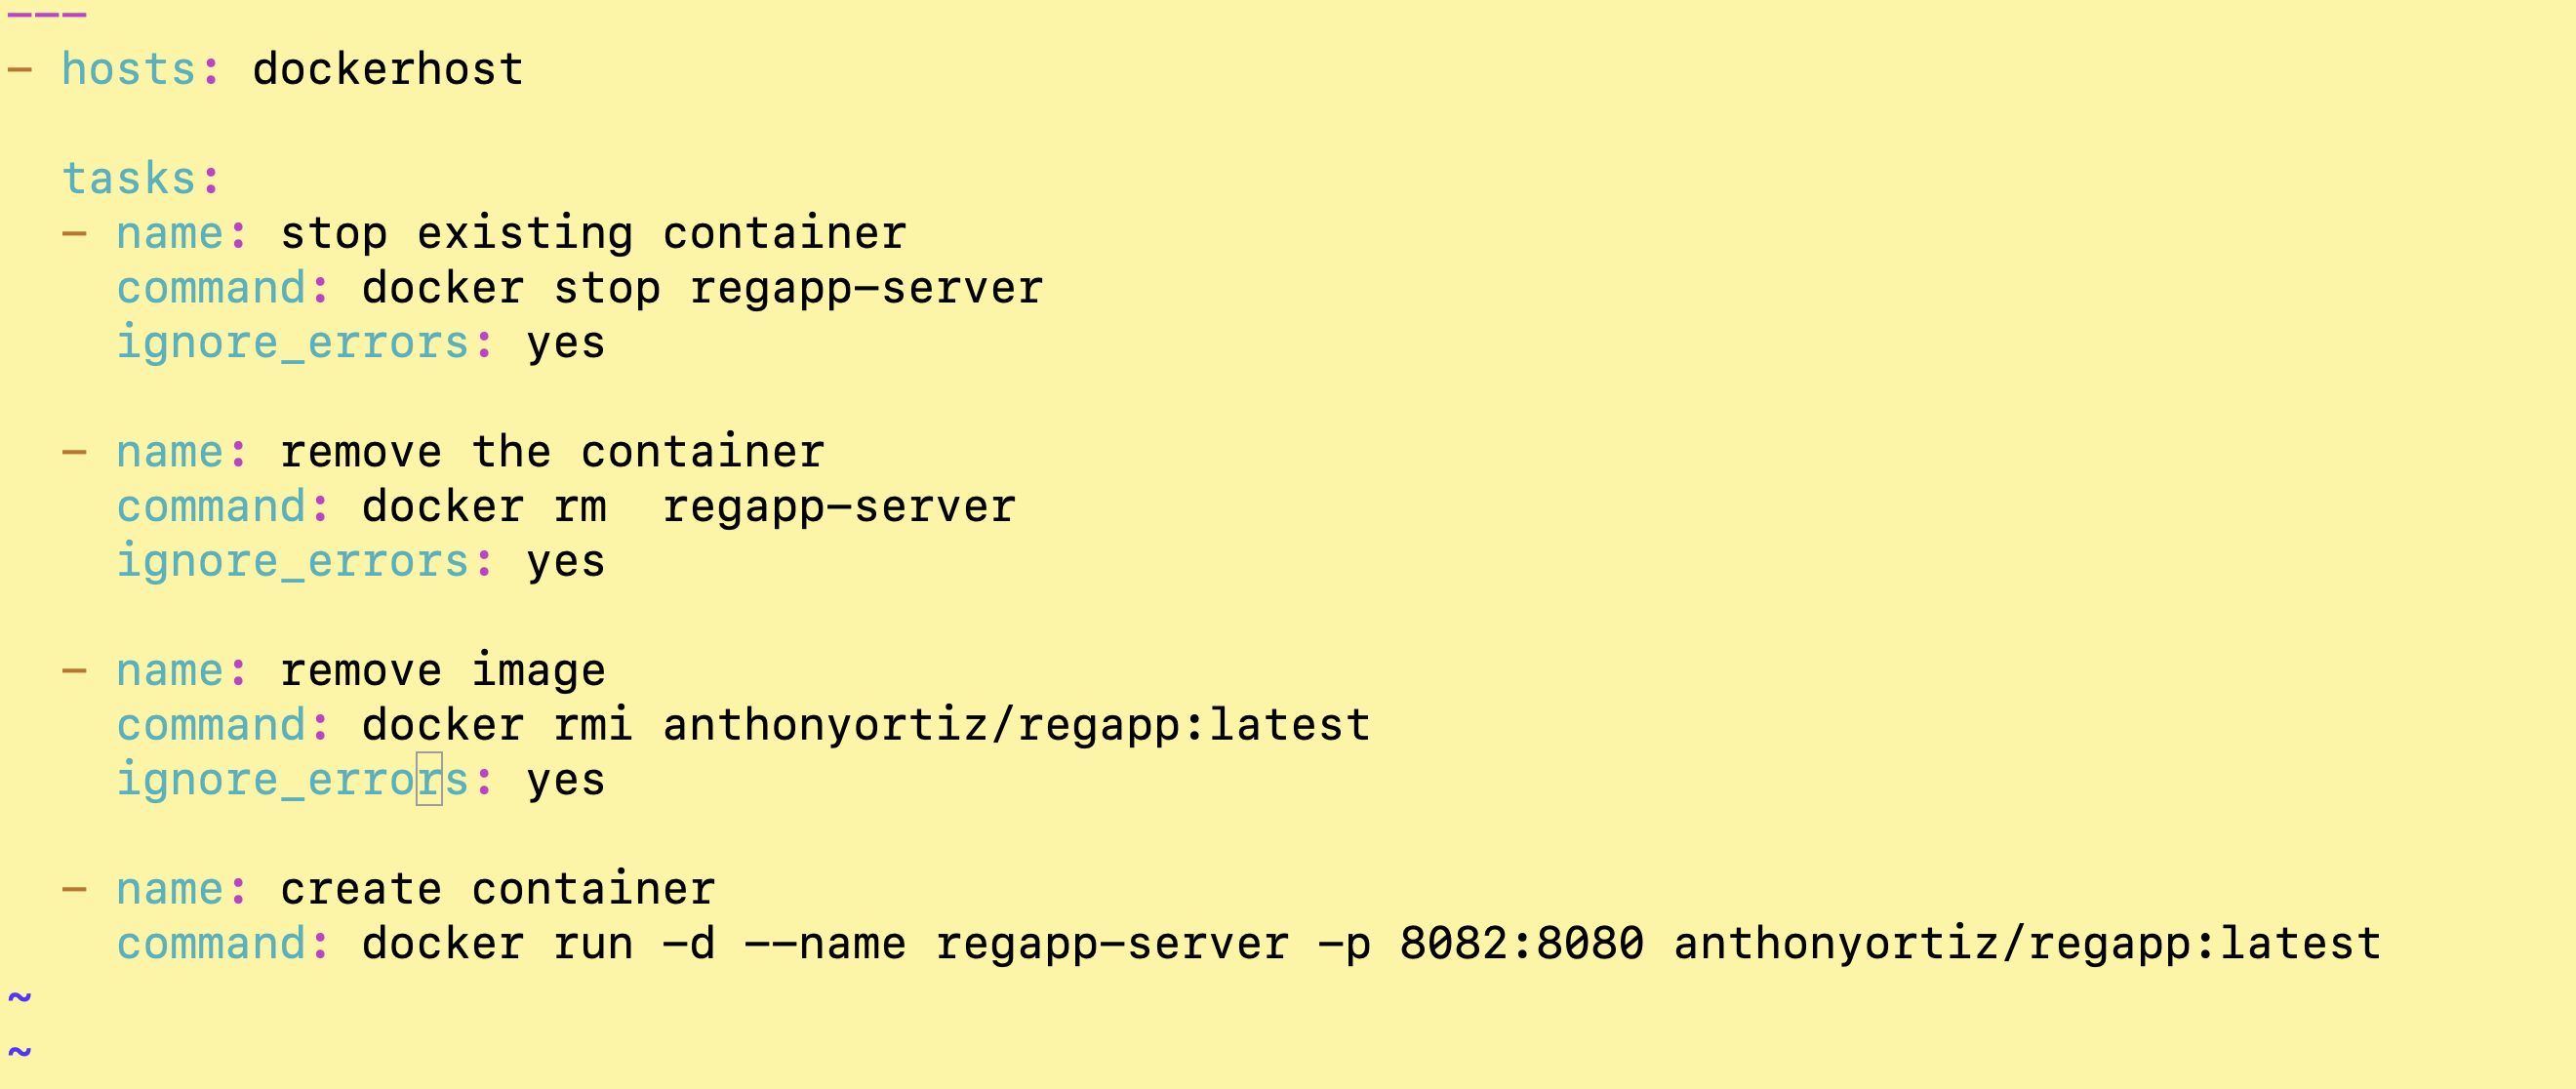 ---
- hosts: dockerhost
tasks:
- name: stop existing container
command: docker stop regapp-server
ignore_errors: yes
- name: remove the container
command: docker rm  regapp-server
ignore_errors: yes
- name: remove image
command: docker rmi anthonyortiz/regapp:latest
ignore_errors: yes
- name: create container
command: docker run -d --name regapp-server -p 8082:8080 anthonyortiz/regapp:latest
~
~